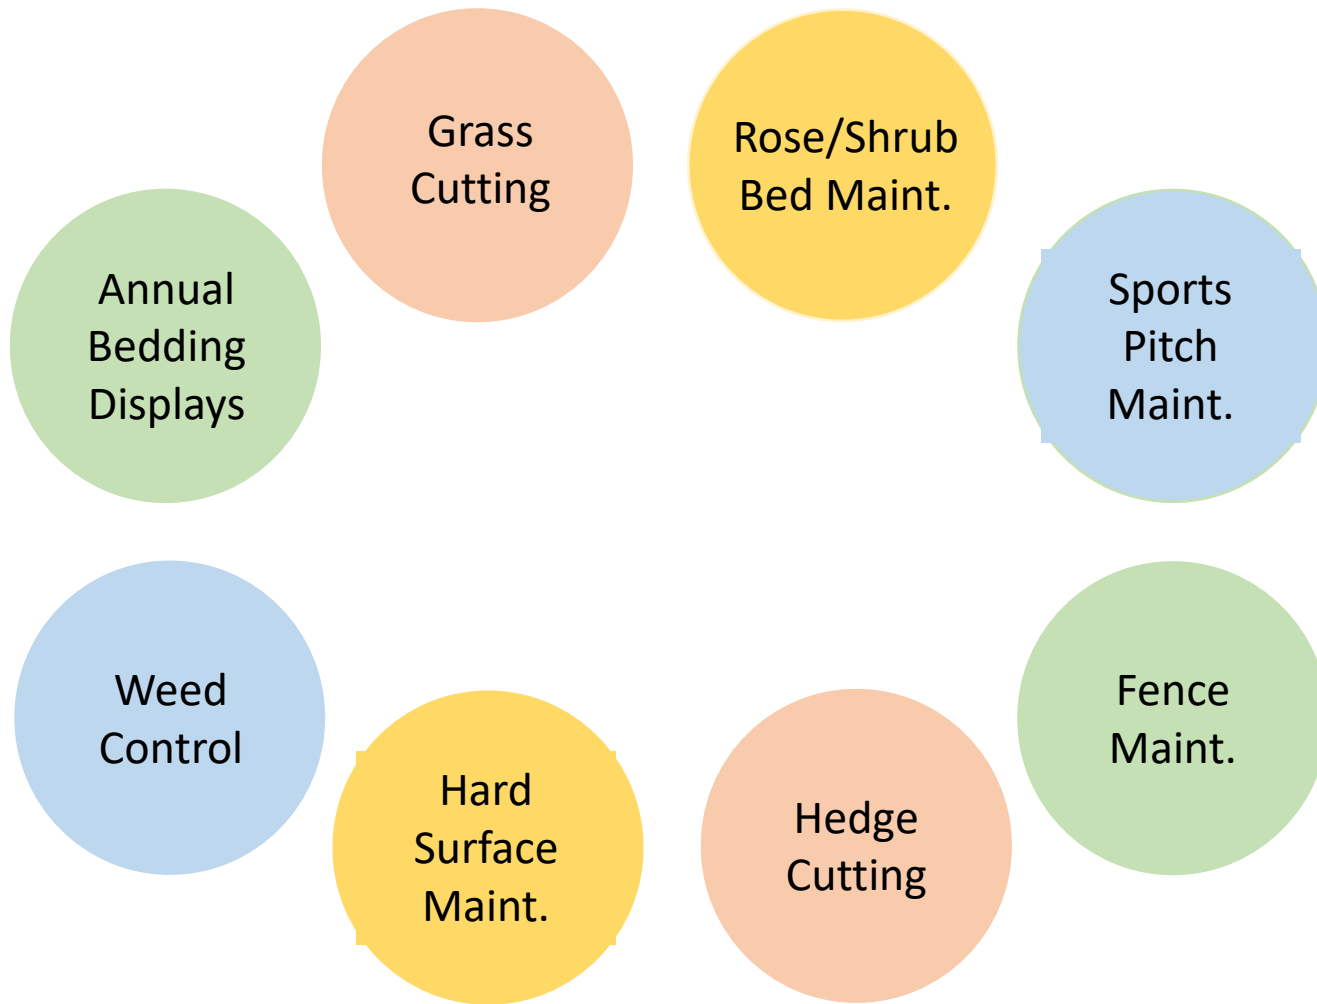 Grass
Cutting
Rose/Shrub
Bed Maint.
Annual
Bedding
Displays
Sports
Pitch
Maint.
Weed
Control
Fence
Maint.
Hard
Surface
Maint.
Hedge
Cutting